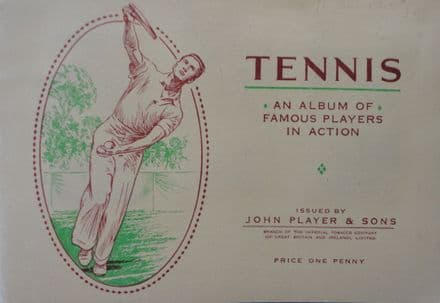 TENNIS
AN ALBUM OF
FAMOUS PLAYERS
IN ACTION
ISSUED BY
JOHN PLAYER & SONS
BRANCH OF THE IMPERIAL TOBACCO COMPANY
(OF GREAT BRITAIN AND IRELAND), LIMITED
PRICE ONE PENNY